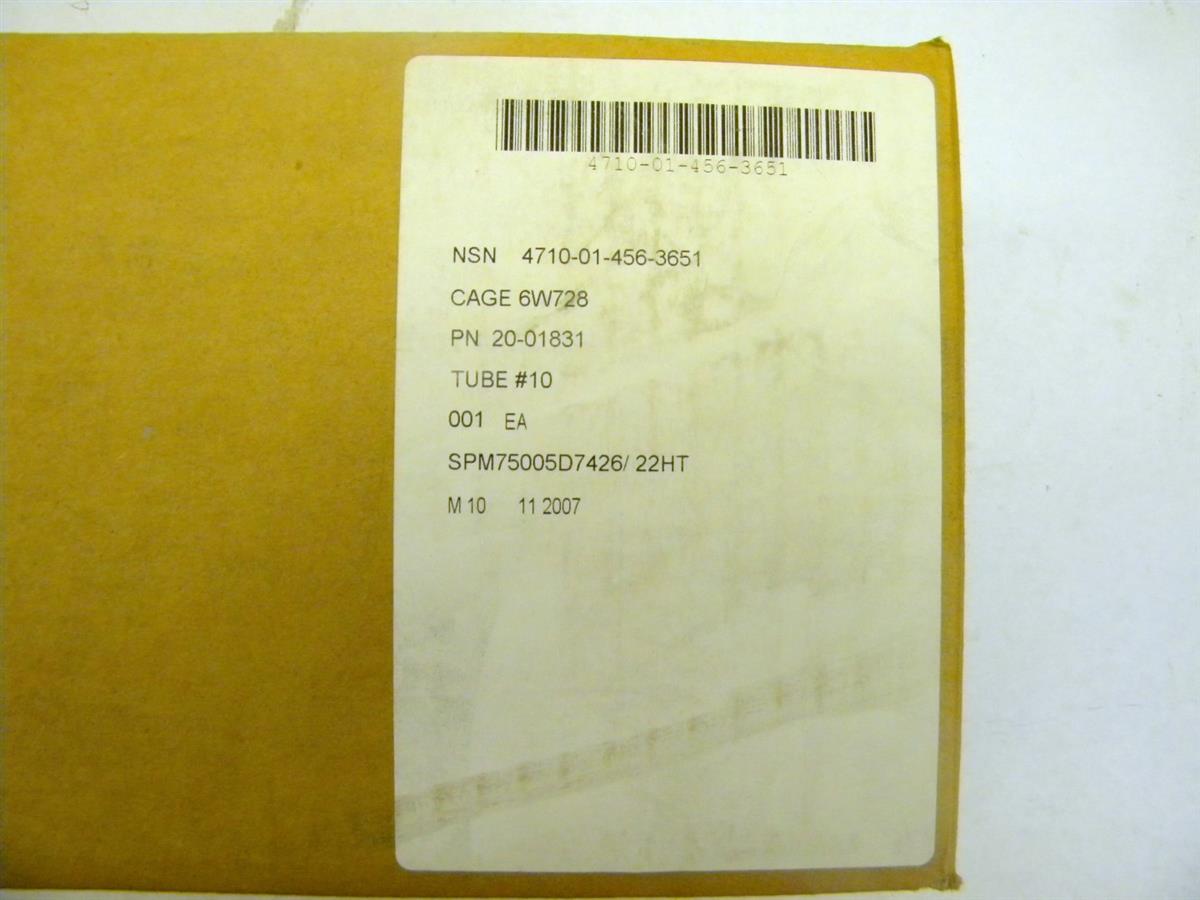 4710-01-456-3651
NSN 4710-01-456-3651
CAGE 6W728
PN 20-01831
TUBE #10
001 EA
SPM75005D7426/ 22HT
M 10 11 2007